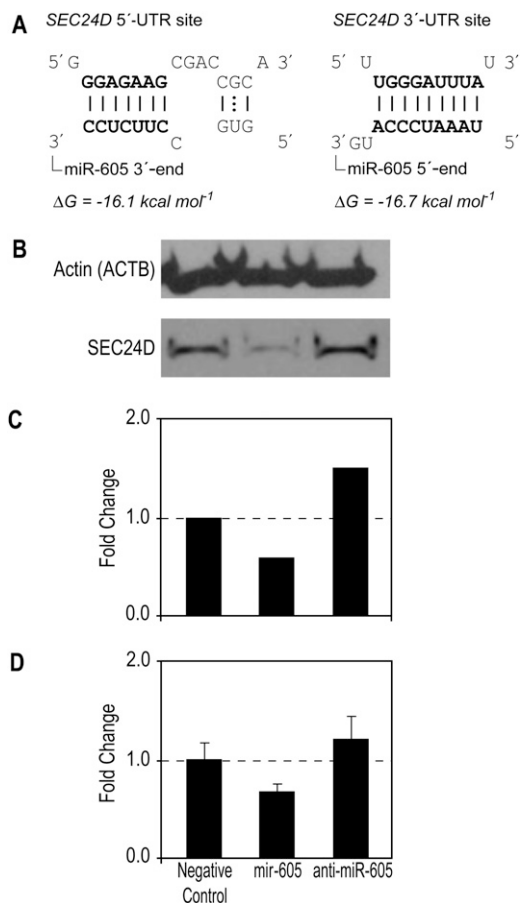 A
SEC24D 5´-UTR site
SEC24D 3´-UTR site
5´ G CGAC A 3´
GGAGAAG CGC
CCUCUUC GUG
3´ C 5´
miR-605 3´-end
ΔG = -16.1 kcal mol-1
5´ U U 3´
UGGGAUUUA
ACCCUAAAU
3´ GU 5´
miR-605 5´-end
ΔG = -16.7 kcal mol-1
B
Actin (ACTB)
SEC24D
C
2.0
1.0
0.0
Fold Change
D
2.0
1.0
0.0
Fold Change
Negative Control
mir-605
anti-miR-605